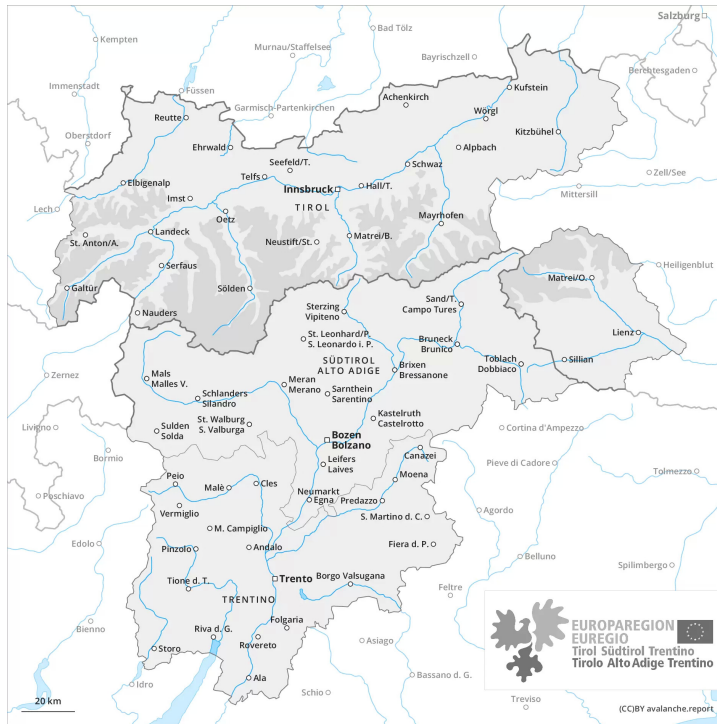 Salzburg
Kempten
Bad Tölz
Murnau/Staffelsee
Bayrischzell
Berchtesgaden
Immenstadt
Füssen
Garmisch-Partenkirchen
Achenkirch
Kufstein
Reutte
Wörgl
Kitzbühel
Oberstdorf
Ehrwald
Seefeld/T.
Alpbach
Schwaz
Telfs
Zell/See
Elbigenalp
Innsbruck
Hall/T.
Mittersill
Imst
TIROL
Lech
Oetz
Mayrhofen
St. Anton/A.
Landeck
Neustift/St.
Matrei/B.
Serfaus
Heiligenblut
Matrei/O.
Galtür
Sölden
Nauders
Sterzing
Vipiteno
Sand/T.
Campo Tures
Lienz
St. Leonhard/P.
S. Leonardo i. P.
Bruneck
Brunico
SÜDTIROL
ALTO ADIGE
Toblach
Dobbiaco
Sillian
Zernez
Mals
Malles V.
Meran
Merano
Brixen
Bressanone
Schlanders
Silandro
Sarnthein
Sarentino
Livigno
Sulden
Solda
St. Walburg
S. Valburga
Kastelruth
Castelrotto
Cortina d'Ampezzo
Bozen
Bolzano
Bormio
Canazei
Leifers
Laives
Pieve di Cadore
Tolmezzo
Peio
Moena
Poschiavo
Malè
Cles
Neumarkt
Egna
Predazzo
Vermiglio
Agordo
S. Martino d. C.
M. Campiglio
Edolo
Pinzolo
Andalo
Fiera d. P.
Belluno
Spilimbergo
Tione d. T.
Trento
Borgo Valsugana
Feltre
TRENTINO
Folgaria
Bienno
Riva d. G.
Rovereto
Asiago
Storo
Ala
Bassano d. G.
Idro
Schio
Treviso
EUROPAREGION
EUREGIO
Tirol Südtirol Trentino
Tirolo Alto Adige Trentino
20 km
(CC)BY avalanche.report